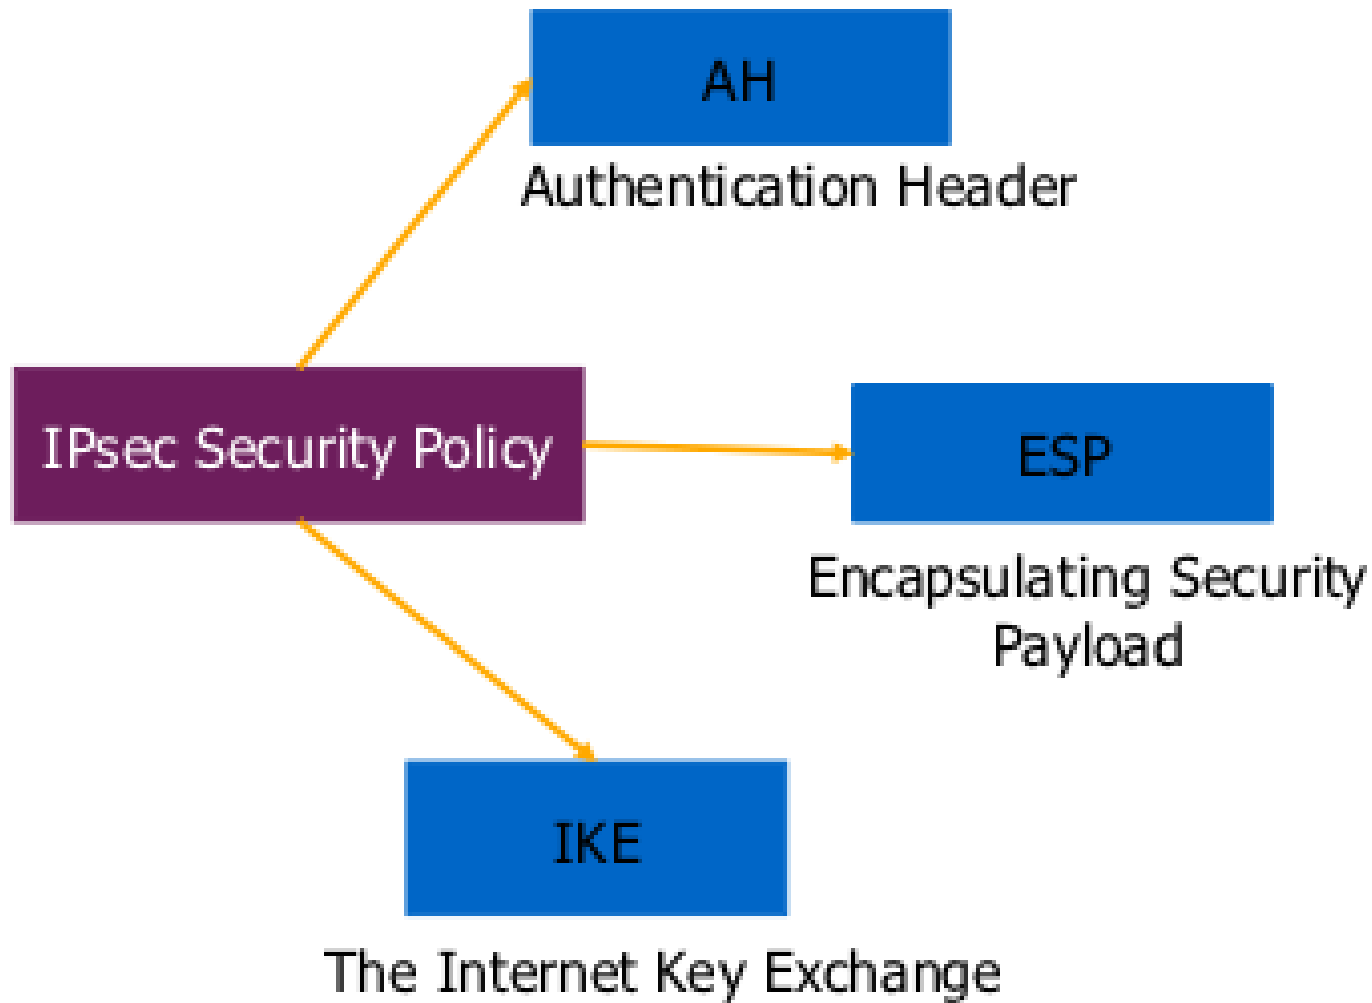 AH
Authentication Header
IPsec Security Policy
ESP
Encapsulating Security
Payload
IKE
The Internet Key Exchange